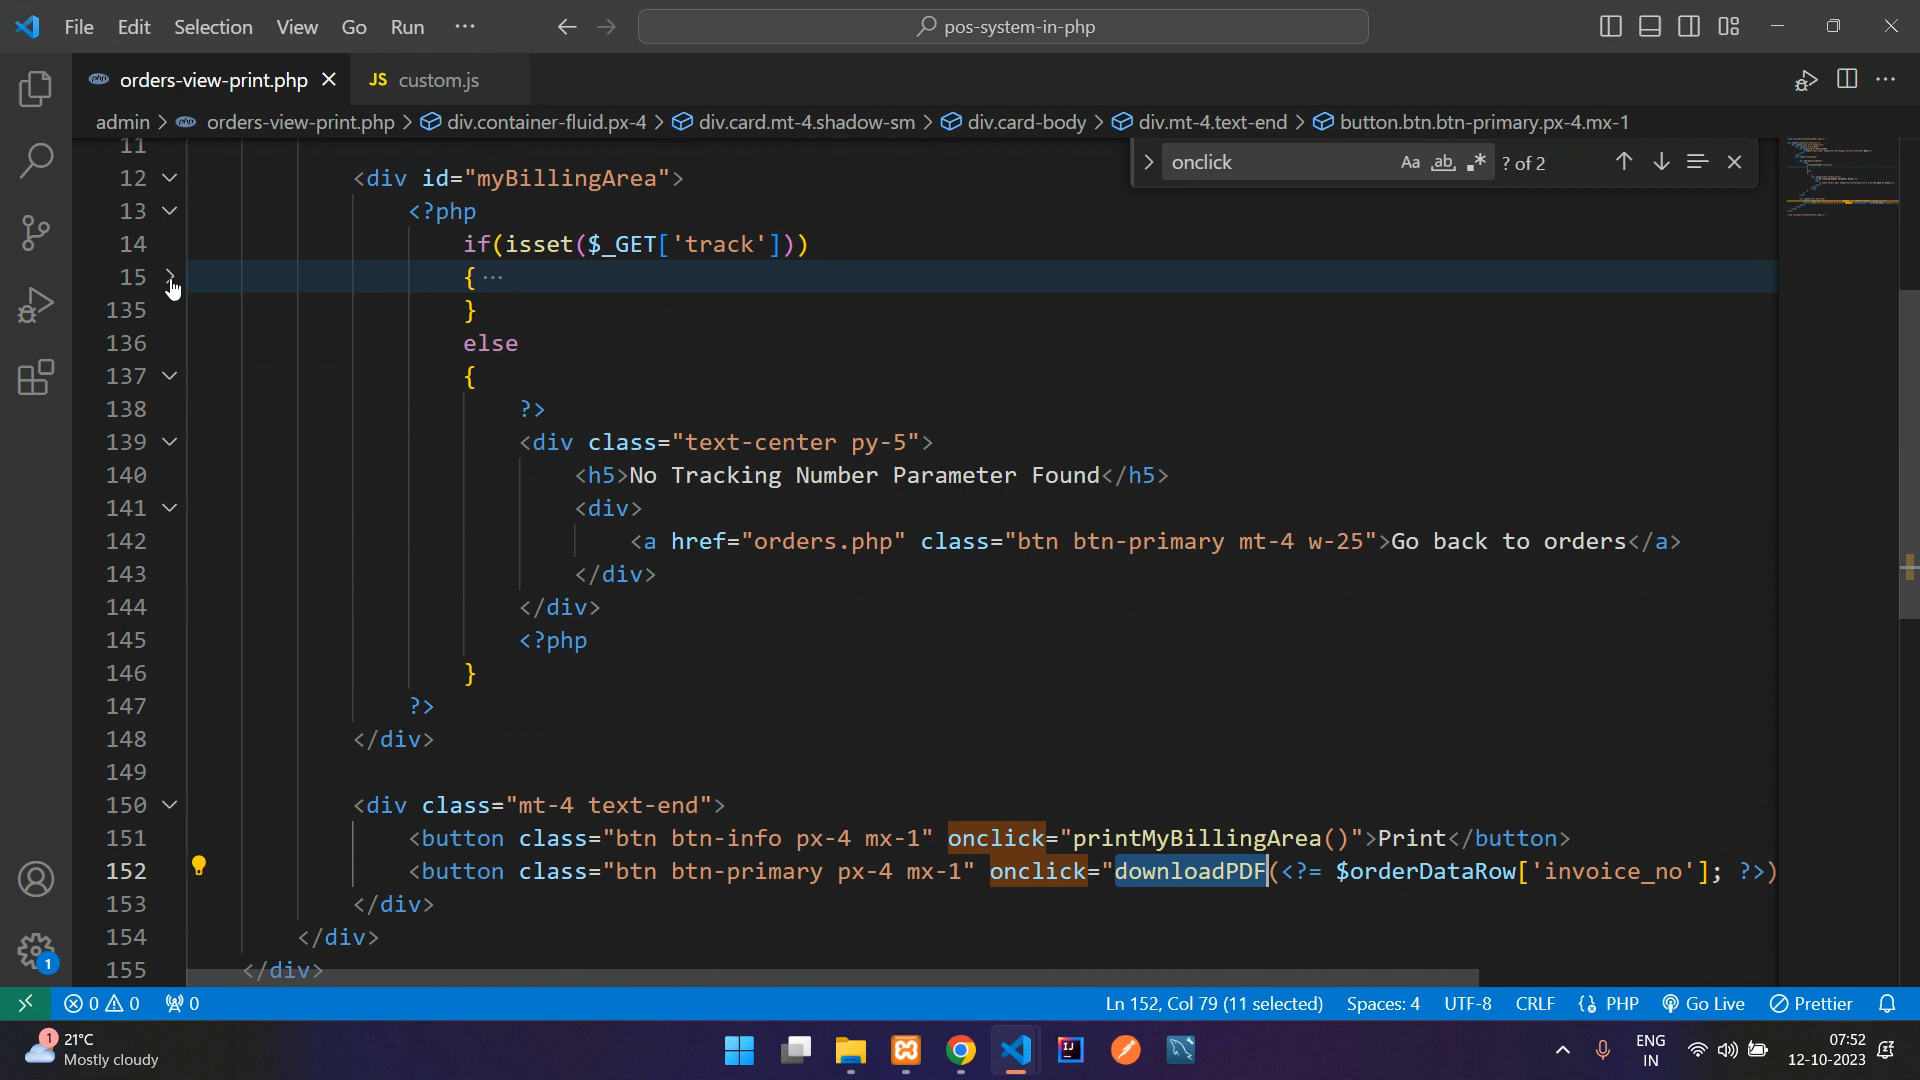 File Edit Selection View Go Run ···
pos-system-in-php
orders-view-print.php
JS custom.js
admin > orders-view-print.php > div.container-fluid.px-4 > div.card.mt-4.shadow-sm > div.card-body > div.mt-4.text-end > button.btn.btn-primary.px-4.mx-1
onclick Aa ab ? of 2
11
12 <div id="myBillingArea">
13 <?php
14 if(isset($_GET['track']))
15 { ···
135 }
136 else
137 {
138 ?>
139 <div class="text-center py-5">
140 <h5>No Tracking Number Parameter Found</h5>
141 <div>
142 <a href="orders.php" class="btn btn-primary mt-4 w-25">Go back to orders</a>
143 </div>
144 </div>
145 <?php
146 }
147 ?>
148 </div>
149
150 <div class="mt-4 text-end">
151 <button class="btn btn-info px-4 mx-1" onclick="printMyBillingArea()">Print</button>
152 <button class="btn btn-primary px-4 mx-1" onclick="downloadPDF(<?= $orderDataRow['invoice_no']; ?>)
153 </div>
154 </div>
155 </div>
1
0 0 0 Ln 152, Col 79 (11 selected) Spaces: 4 UTF-8 CRLF PHP Go Live Prettier
1 21°C
Mostly cloudy
ENG
IN
07:52
12-10-2023